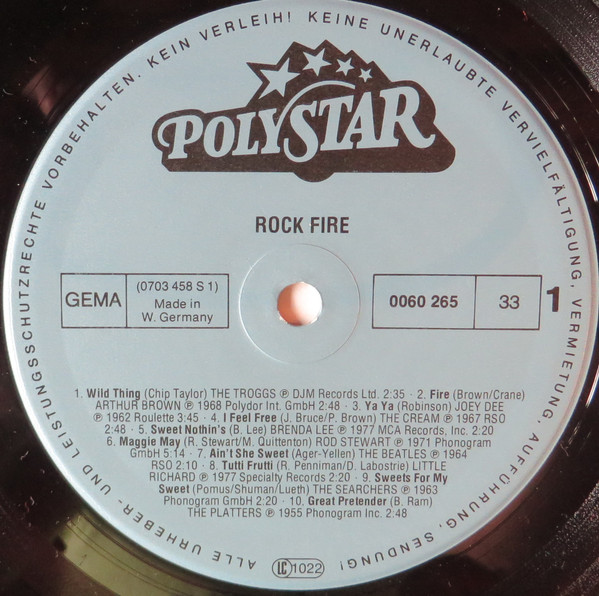 ALLE URHEBER- UND LEISTUNGSSCHUTZRECHTE VORBEHALTEN. KEIN VERLEIH! KEINE UNERLAUBTE VERVIELFÄLTIGUNG, VERMIETUNG, AUFFÜHRUNG, SENDUNG!
POLYSTAR
ROCK FIRE
GEMA
(0703 458 S 1)
Made in
W. Germany
0060 265
33
1
1. Wild Thing (Chip Taylor) THE TROGGS ℗ DJM Records Ltd. 2:35 · 2. Fire (Brown/Crane)
ARTHUR BROWN ℗ 1968 Polydor Int. GmbH 2:48 · 3. Ya Ya (Robinson) JOEY DEE
℗ 1962 Roulette 3:45 · 4. I Feel Free (J. Bruce/P. Brown) THE CREAM ℗ 1967 RSO
2:48 · 5. Sweet Nothin's (B. Lee) BRENDA LEE ℗ 1977 MCA Records, Inc. 2:20
6. Maggie May (R. Stewart/M. Quittenton) ROD STEWART ℗ 1971 Phonogram
GmbH 5:14 · 7. Ain't She Sweet (Ager-Yellen) THE BEATLES ℗ 1964
RSO 2:10 · 8. Tutti Frutti (R. Penniman/D. Labostrie) LITTLE
RICHARD ℗ 1977 Specialty Records 2:20 · 9. Sweets For My
Sweet (Pomus/Shuman/Lueth) THE SEARCHERS ℗ 1963
Phonogram GmbH 2:20 · 10. Great Pretender (B. Ram)
THE PLATTERS ℗ 1955 Phonogram Inc. 2:48
LC 1022